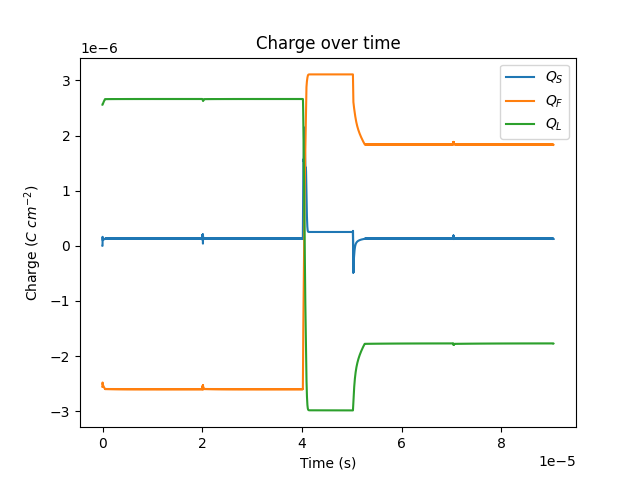 Charge over time
1e−6
3
2
1
0
−1
−2
−3
Charge (C cm⁻²)
Q_S
Q_F
Q_L
0
2
4
6
8
Time (s)
1e−5